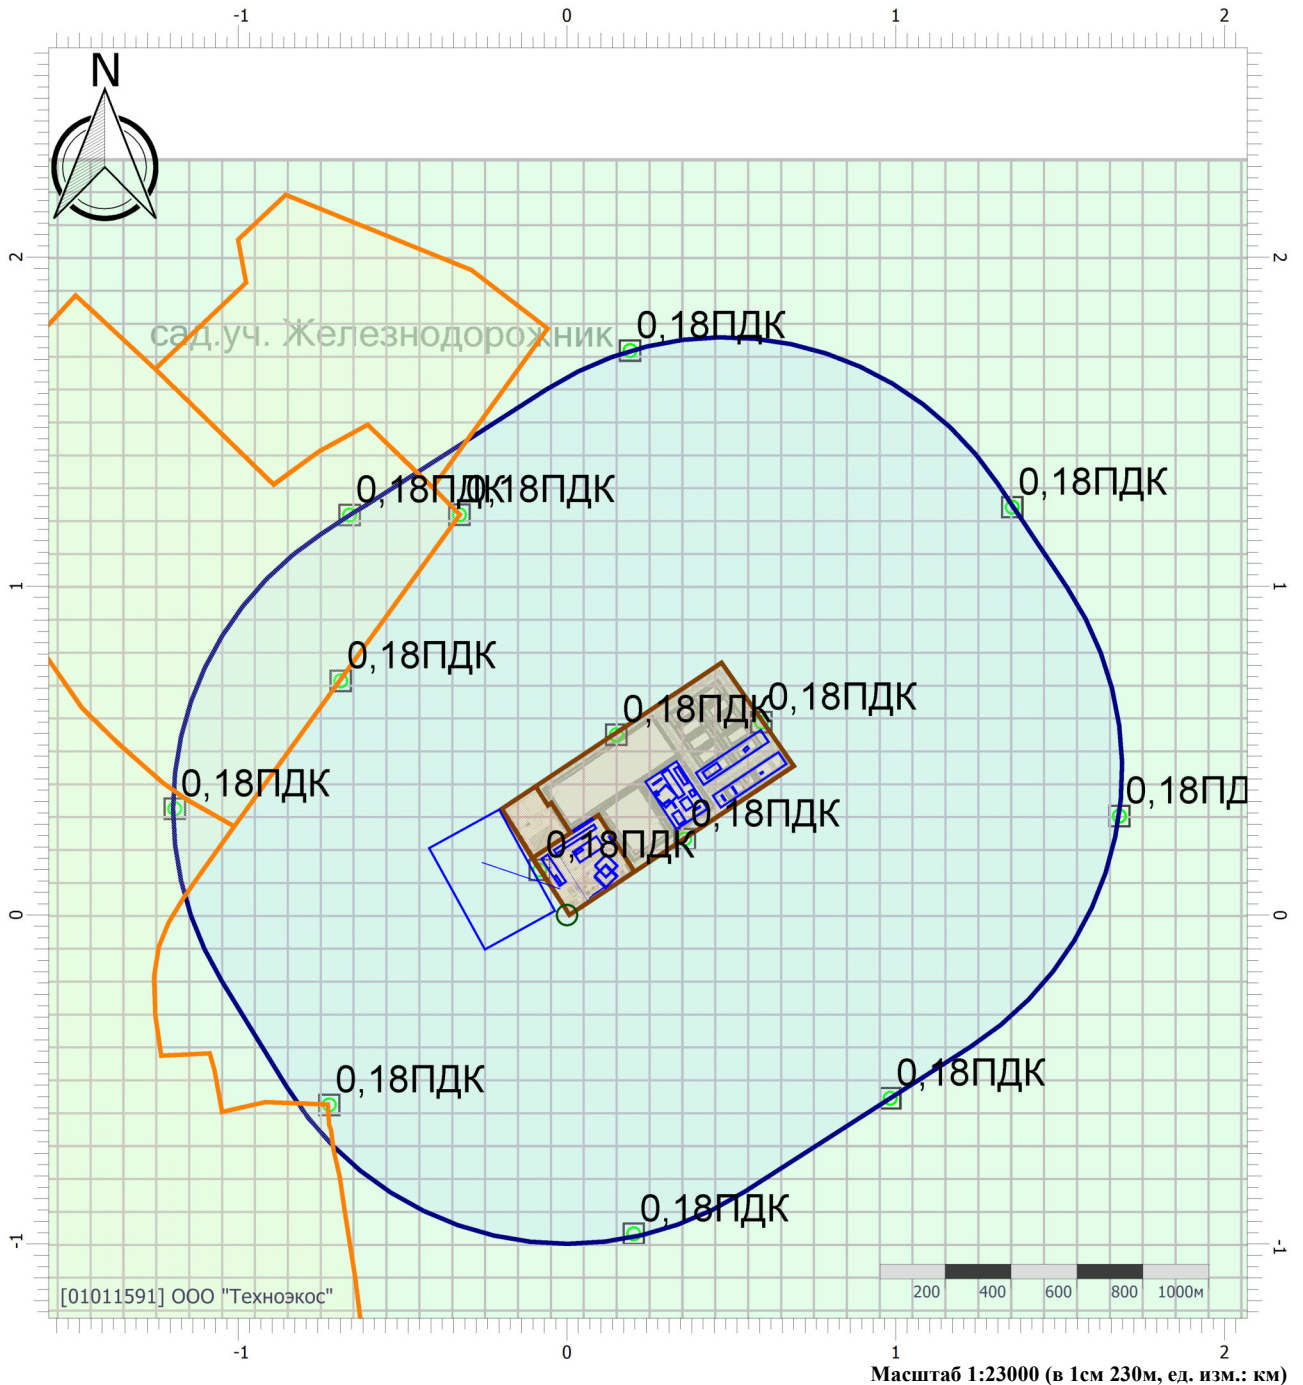 -1 0 1 2
N
2
2
сад.уч. Железнодорожник
0,18ПДК
0,18ПДК
0,18ПДК
0,18ПДК
1
1
0,18ПДК
0,18ПДК
0,18ПДК
0,18ПДК
0,18ПД
0,18ПДК
0,18ПДК
0
0
0,18ПДК
0,18ПДК
0,18ПДК
-1
-1
[01011591] ООО "Техноэкос"
200 400 600 800 1000м
-1 0 1 2
Масштаб 1:23000 (в 1см 230м, ед. изм.: км)